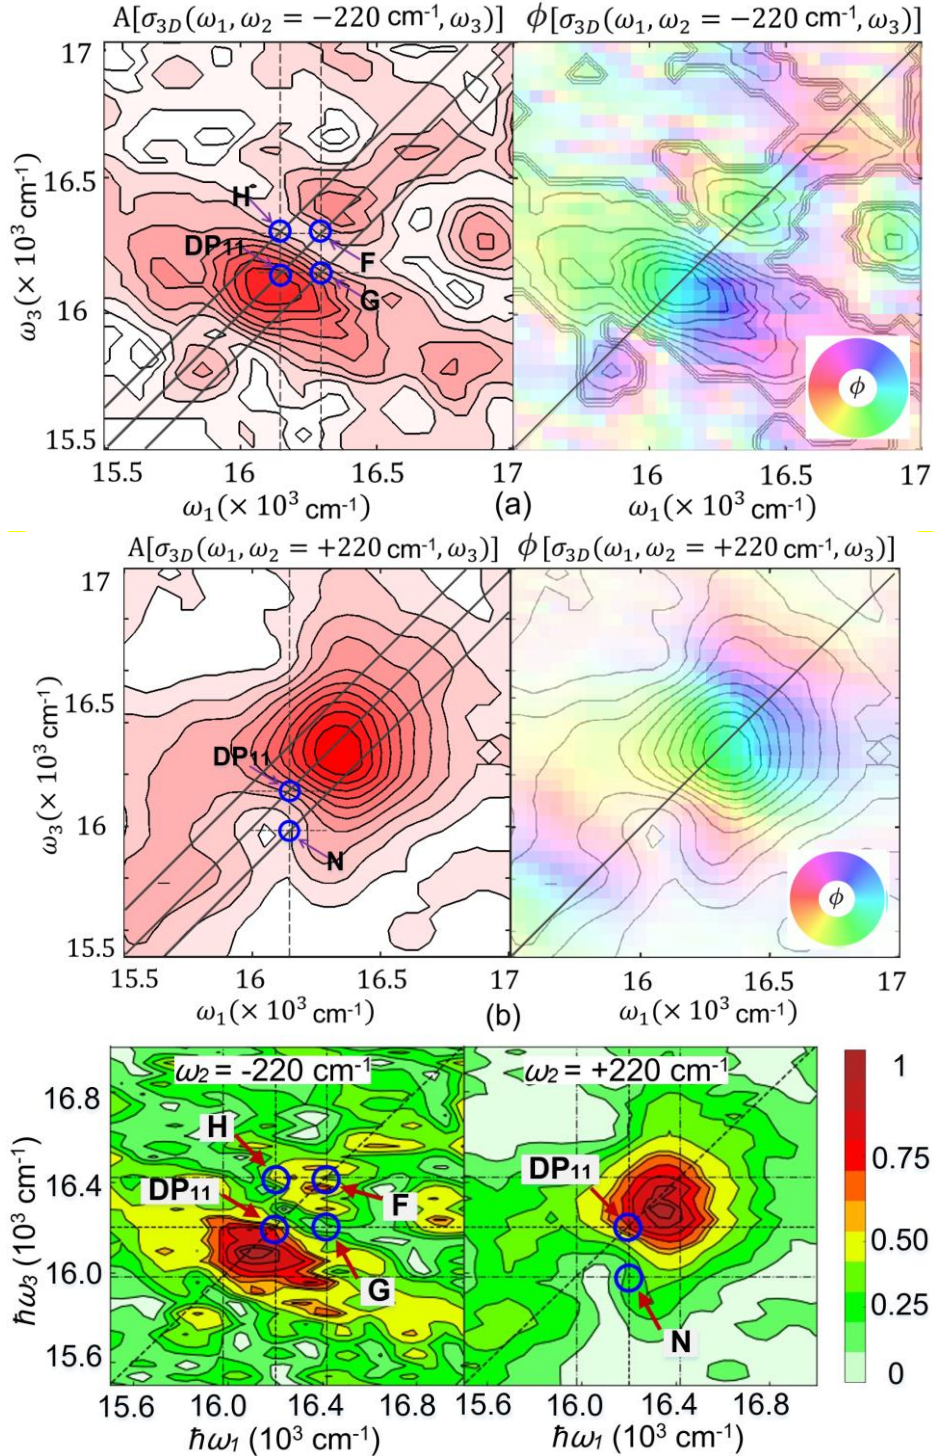 A[σ3D(ω1, ω2 = −220 cm-1, ω3)] ϕ[σ3D(ω1, ω2 = −220 cm-1, ω3)]
17
16.5
16
15.5
ω3(× 10³ cm-1)
H
DP11
F
G
ϕ
15.5 16 16.5 17 16 16.5 17
ω1(× 10³ cm-1) (a) ω1(× 10³ cm-1)
A[σ3D(ω1, ω2 = +220 cm-1, ω3)] ϕ[σ3D(ω1, ω2 = +220 cm-1, ω3)]
17
16.5
16
15.5
ω3(× 10³ cm-1)
DP11
N
ϕ
15.5 16 16.5 17 16 16.5 17
ω1(× 10³ cm-1) (b) ω1(× 10³ cm-1)
ω2 = -220 cm-1 ω2 = +220 cm-1
16.8
16.4
16.0
15.6
ħω3 (10³ cm-1)
H
DP11
F
G
DP11
N
1
0.75
0.50
0.25
0
15.6 16.0 16.4 16.8 16.0 16.4 16.8
ħω1 (10³ cm-1) ħω1 (10³ cm-1)